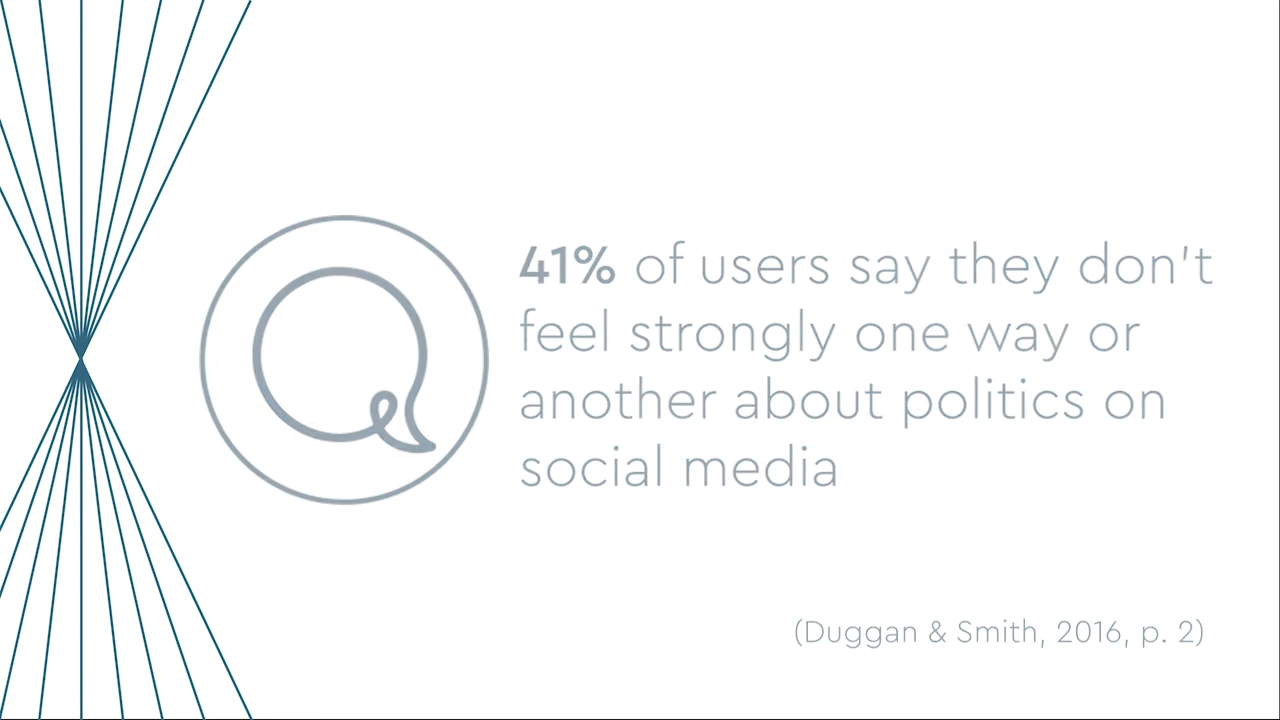 41% of users say they don't
feel strongly one way or
another about politics on
social media
(Duggan & Smith, 2016, p. 2)